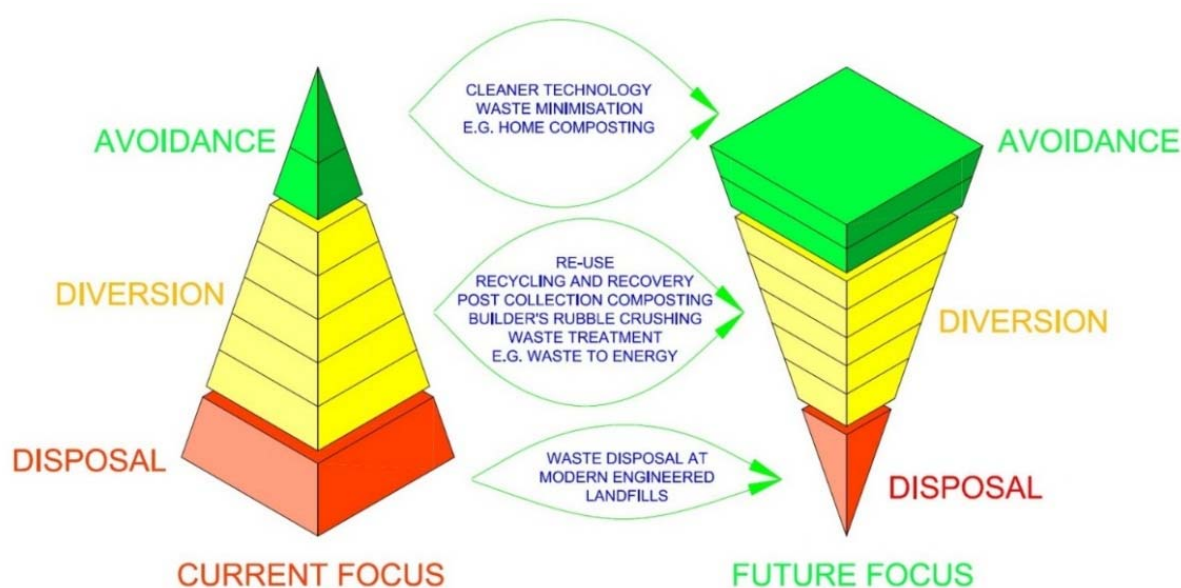 CLEANER TECHNOLOGY
WASTE MINIMISATION
E.G. HOME COMPOSTING
AVOIDANCE
AVOIDANCE
RE-USE
RECYCLING AND RECOVERY
POST COLLECTION COMPOSTING
BUILDER'S RUBBLE CRUSHING
WASTE TREATMENT
E.G. WASTE TO ENERGY
DIVERSION
DIVERSION
WASTE DISPOSAL AT
MODERN ENGINEERED
LANDFILLS
DISPOSAL
DISPOSAL
CURRENT FOCUS
FUTURE FOCUS